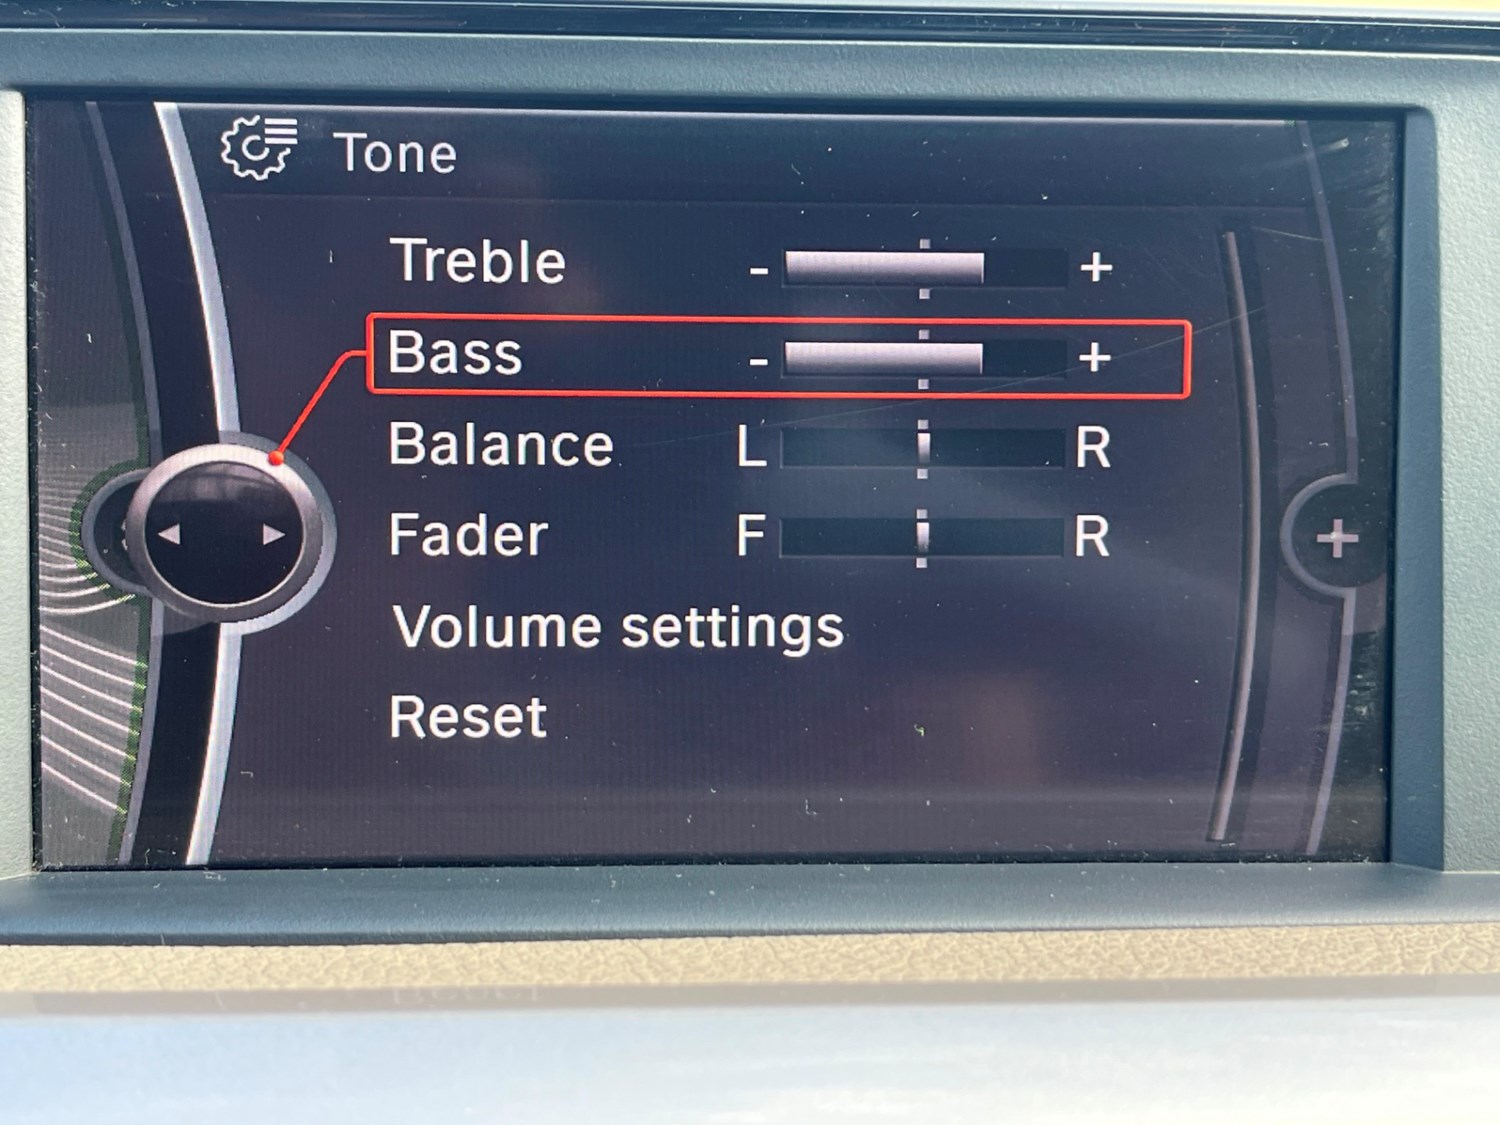 Tone
Treble - +
Bass - +
Balance L R
Fader F R
Volume settings
Reset
+